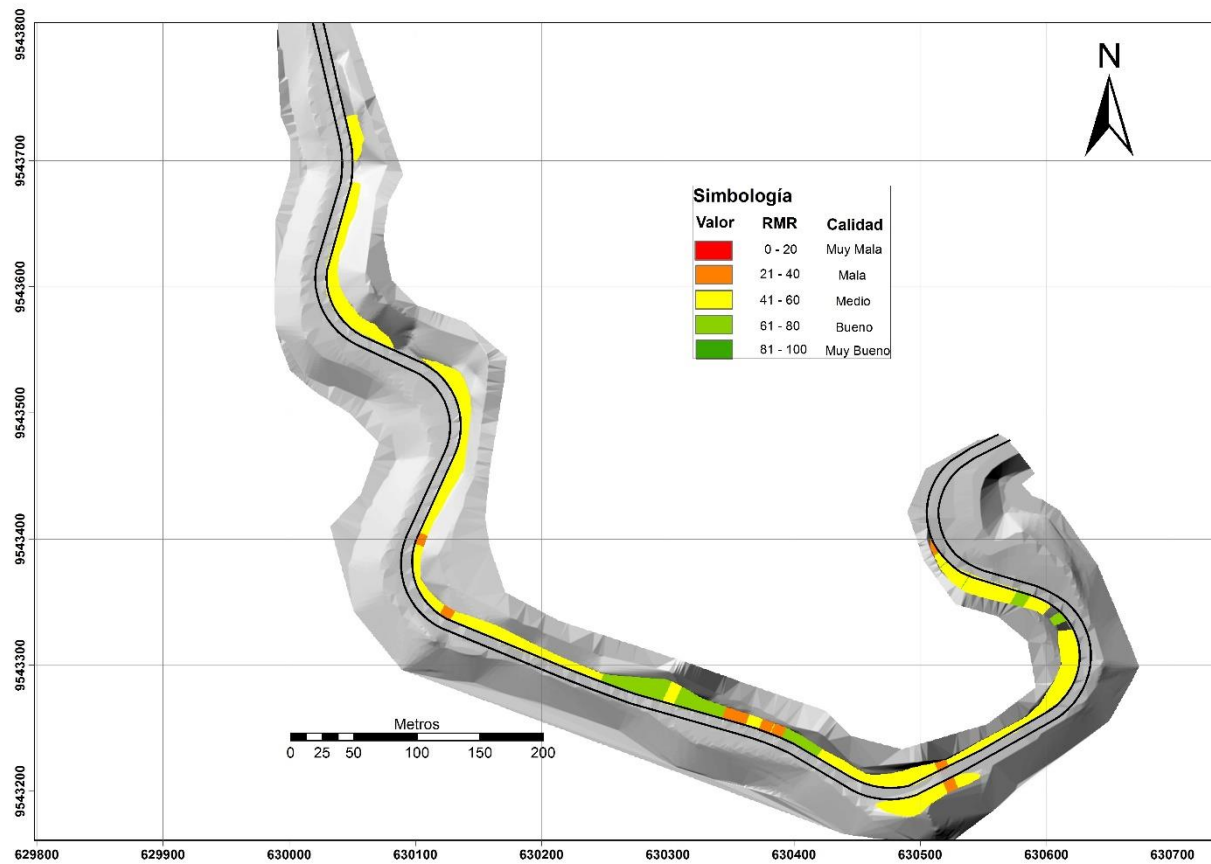 9543800
9543700
9543600
9543500
9543400
9543300
9543200
N
Simbología
Valor RMR Calidad
0 - 20 Muy Mala
21 - 40 Mala
41 - 60 Medio
61 - 80 Bueno
81 - 100 Muy Bueno
Metros
0 25 50 100 150 200
629800 629900 630000 630100 630200 630300 630400 630500 630600 630700